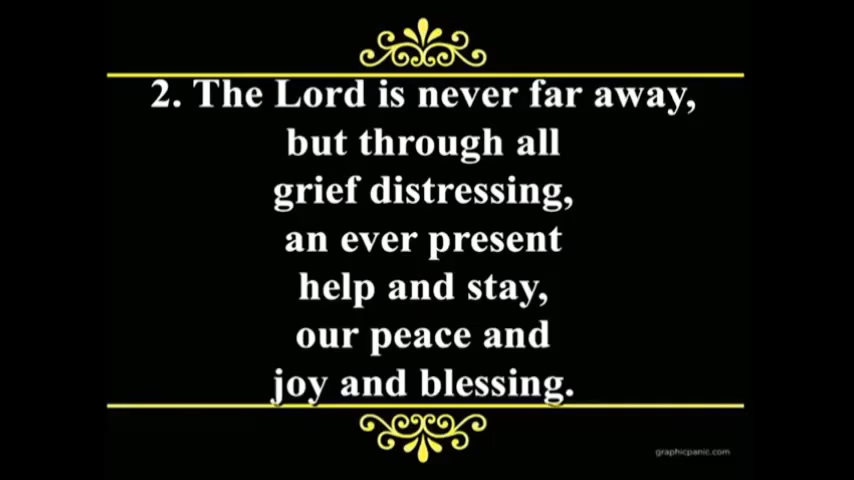 2. The Lord is never far away,
but through all
grief distressing,
an ever present
help and stay,
our peace and
joy and blessing.
graphicpanic.com